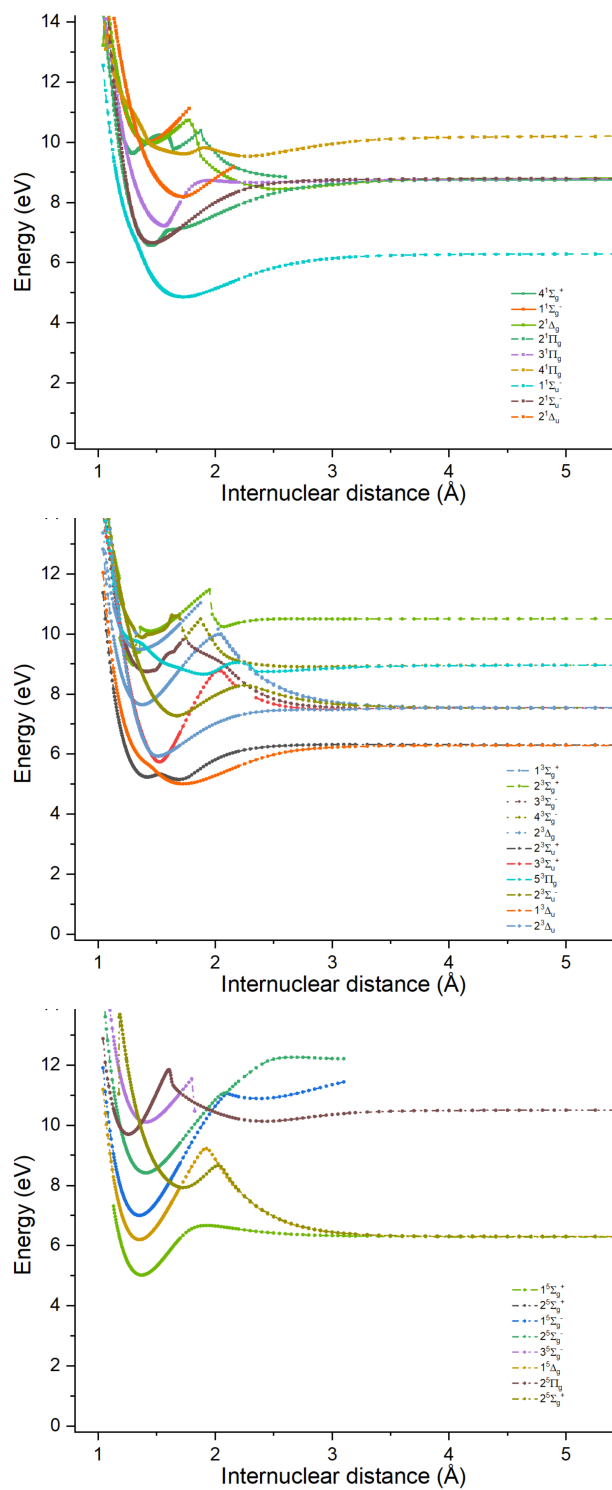 14
12
10
8
6
4
2
0
Energy (eV)
1 2 3 4 5
Internuclear distance (Å)
4¹Σg⁺
1¹Σg⁻
2¹Δg
2¹Πg
3¹Πg
4¹Πg
1¹Σu⁻
2¹Σu⁻
2¹Δu
12
10
8
6
4
2
0
Energy (eV)
1 2 3 4 5
Internuclear distance (Å)
1³Σg⁺
2³Σg⁺
3³Σg⁻
4³Σg⁻
2³Δg
2³Σu⁺
3³Σu⁺
5³Πg
2³Σu⁻
1³Δu
2³Δu
12
10
8
6
4
2
0
Energy (eV)
1 2 3 4 5
Internuclear distance (Å)
1⁵Σg⁺
2⁵Σg⁺
1⁵Σg⁻
2⁵Σg⁻
3⁵Σg⁻
1⁵Δg
2⁵Πg
2⁵Σg⁺